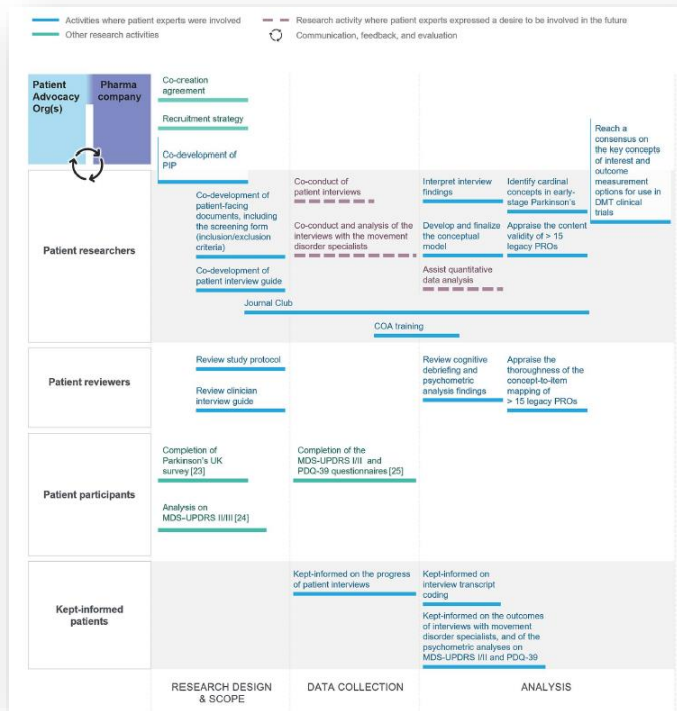 Activities where patient experts were involved
Research activity where patient experts expressed a desire to be involved in the future
Other research activities
Communication, feedback, and evaluation
Patient
Advocacy
Org(s)
Pharma
company
Co-creation
agreement
Recruitment strategy
Co-development of
PIP
Reach a
consensus on
the key concepts
of interest and
outcome
measurement
options for use in
DMT clinical
trials
Patient researchers
Co-development of
patient-facing
documents, including
the screening form
(inclusion/exclusion
criteria)
Co-development of
patient interview guide
Co-conduct of
patient interviews
Co-conduct and analysis of the
interviews with the movement
disorder specialists
Interpret interview
findings
Develop and finalize
the conceptual
model
Assist quantitative
data analysis
Identify cardinal
concepts in early-
stage Parkinson's
Appraise the content
validity of > 15
legacy PROs
Journal Club
COA training
Patient reviewers
Review study protocol
Review clinician
interview guide
Review cognitive
debriefing and
psychometric
analysis findings
Appraise the
thoroughness of the
concept-to-item
mapping of
> 15 legacy PROs
Patient participants
Completion of
Parkinson's UK
survey [23]
Analysis on
MDS-UPDRS II/III [24]
Completion of the
MDS-UPDRS I/II and
PDQ-39 questionnaires [25]
Kept-informed
patients
Kept-informed on the progress
of patient interviews
Kept-informed on
interview transcript
coding
Kept-informed on the outcomes
of interviews with movement
disorder specialists, and of the
psychometric analyses on
MDS-UPDRS I/II and PDQ-39
RESEARCH DESIGN
& SCOPE
DATA COLLECTION
ANALYSIS